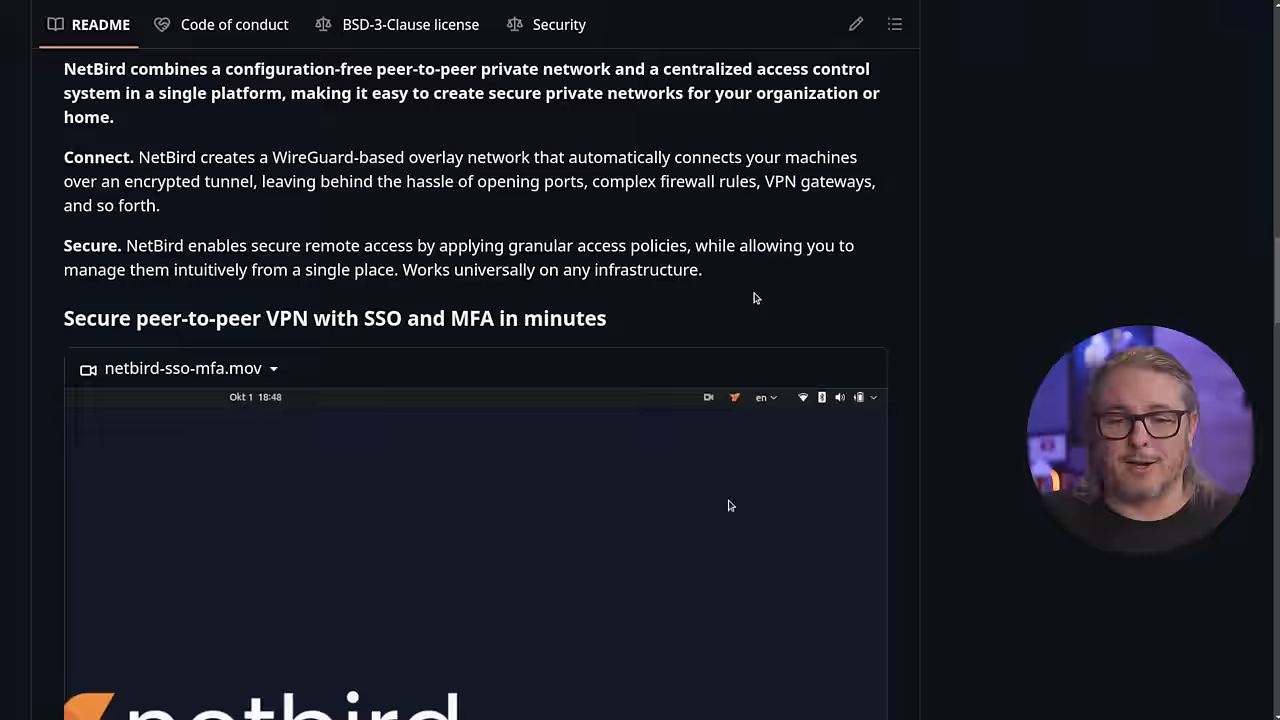 README Code of conduct BSD-3-Clause license Security
NetBird combines a configuration-free peer-to-peer private network and a centralized access control
system in a single platform, making it easy to create secure private networks for your organization or
home.
Connect. NetBird creates a WireGuard-based overlay network that automatically connects your machines
over an encrypted tunnel, leaving behind the hassle of opening ports, complex firewall rules, VPN gateways,
and so forth.
Secure. NetBird enables secure remote access by applying granular access policies, while allowing you to
manage them intuitively from a single place. Works universally on any infrastructure.
Secure peer-to-peer VPN with SSO and MFA in minutes
netbird-sso-mfa.mov
Okt 1 18:48 en
netbird